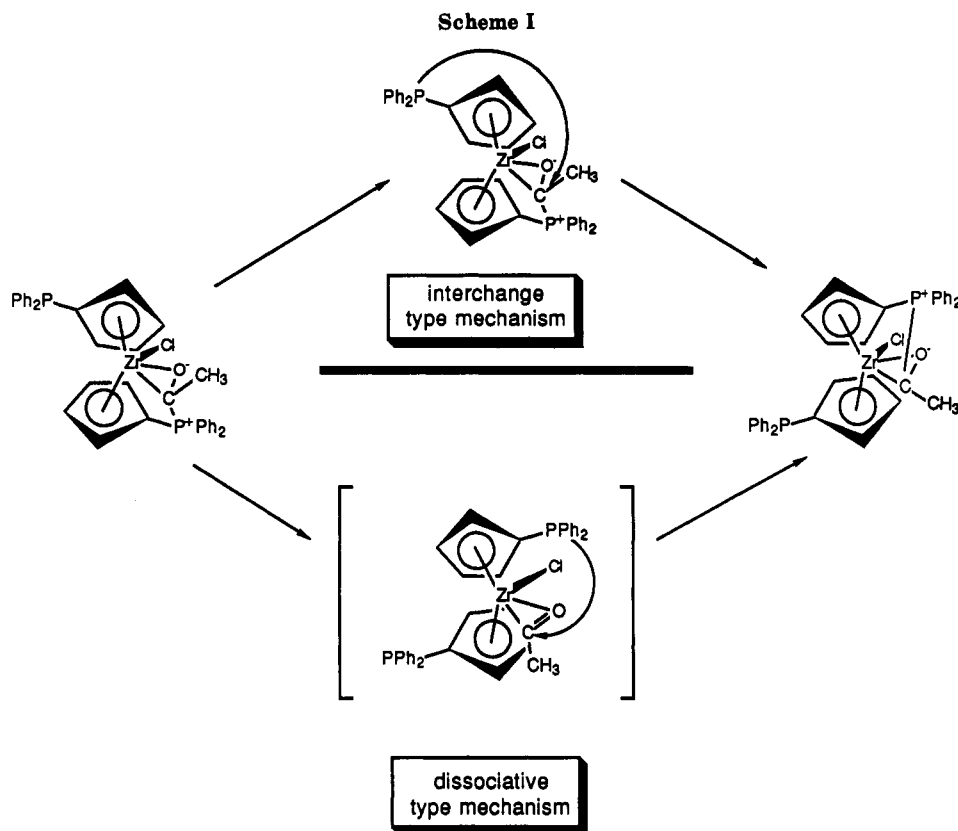 Scheme I
Ph2P
Cl
Zr
O-
CH3
C
P+
Ph2
interchange
type mechanism
Ph2P
Cl
Zr
O-
CH3
C
P+
Ph2
P+
Ph2
Cl
Zr
O-
C
CH3
Ph2P
PPh2
Cl
Zr
O
C
CH3
PPh2
dissociative
type mechanism